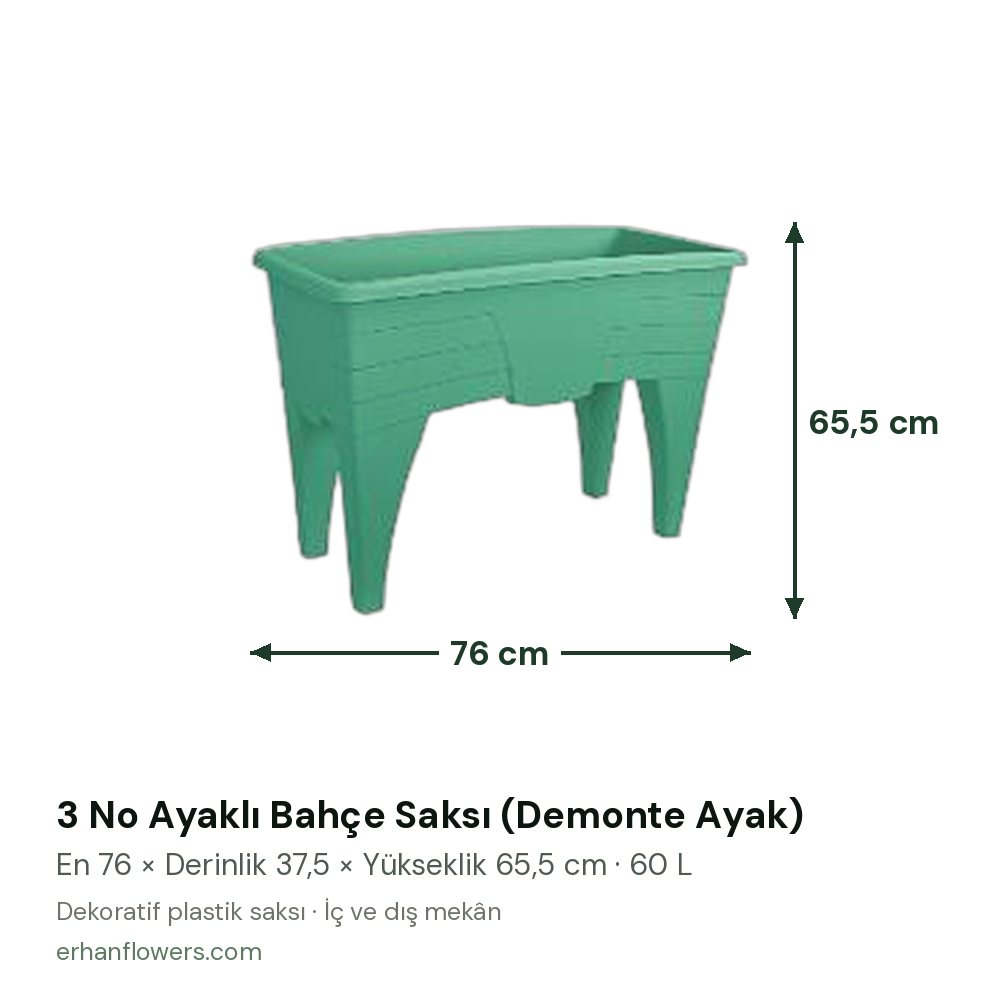 65,5 cm
76 cm
3 No Ayaklı Bahçe Saksı (Demonte Ayak)
En 76 × Derinlik 37,5 × Yükseklik 65,5 cm · 60 L
Dekoratif plastik saksı · İç ve dış mekân
erhanflowers.com